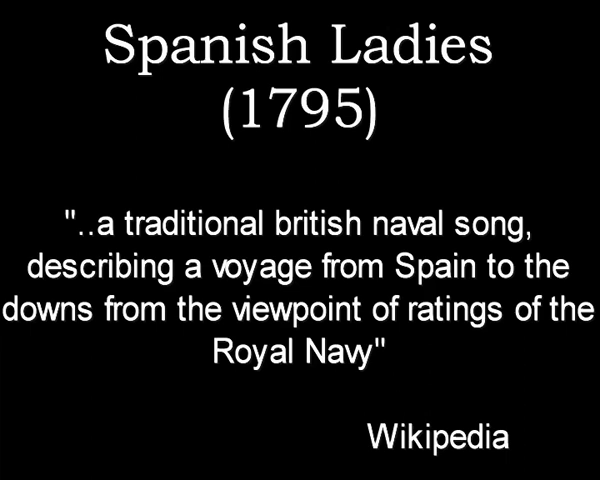 Spanish Ladies
(1795)
"..a traditional british naval song,
describing a voyage from Spain to the
downs from the viewpoint of ratings of the
Royal Navy"
Wikipedia